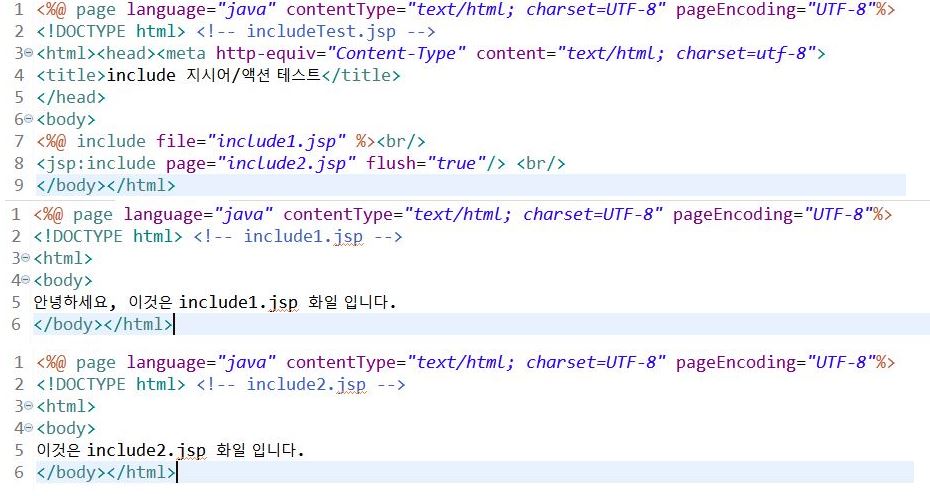 1 <%@ page language="java" contentType="text/html; charset=UTF-8" pageEncoding="UTF-8"%>
2 <!DOCTYPE html> <!-- includeTest.jsp -->
3 <html><head><meta http-equiv="Content-Type" content="text/html; charset=utf-8">
4 <title>include 지시어/액션 테스트</title>
5 </head>
6 <body>
7 <%@ include file="include1.jsp" %><br/>
8 <jsp:include page="include2.jsp" flush="true"/> <br/>
9 </body></html>
1 <%@ page language="java" contentType="text/html; charset=UTF-8" pageEncoding="UTF-8"%>
2 <!DOCTYPE html> <!-- include1.jsp -->
3 <html>
4 <body>
5 안녕하세요, 이것은 include1.jsp 화일 입니다.
6 </body></html>
1 <%@ page language="java" contentType="text/html; charset=UTF-8" pageEncoding="UTF-8"%>
2 <!DOCTYPE html> <!-- include2.jsp -->
3 <html>
4 <body>
5 이것은 include2.jsp 화일 입니다.
6 </body></html>